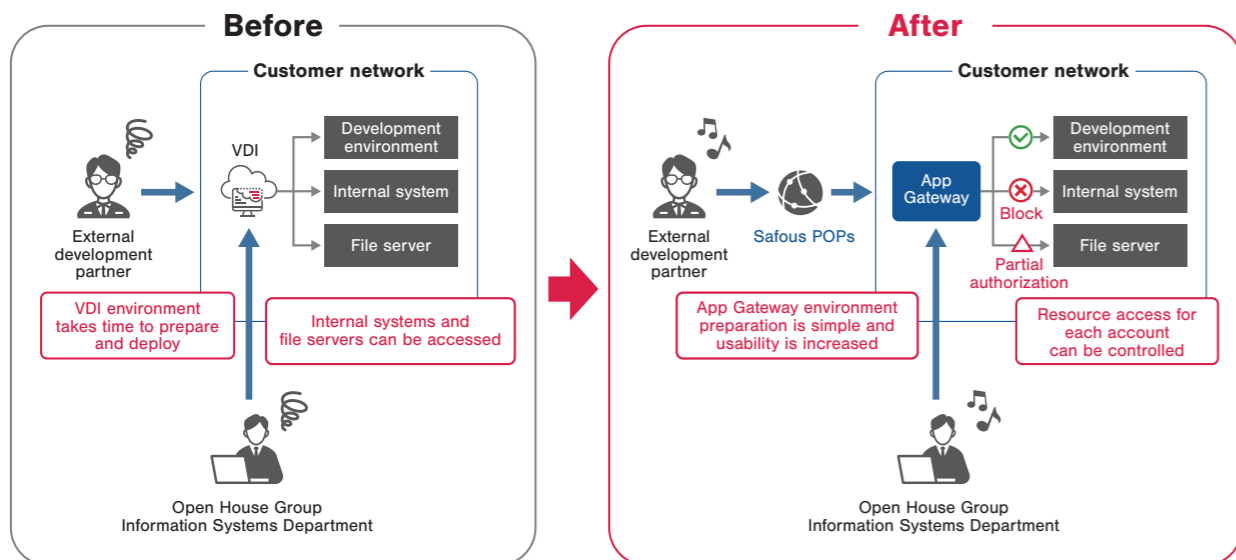 Before
Customer network
VDI
Development
environment
Internal system
File server
External
development
partner
VDI environment
takes time to prepare
and deploy
Internal systems and
file servers can be accessed
Open House Group
Information Systems Department
After
Customer network
App
Gateway
Development
environment
Internal system
Block
File server
Partial
authorization
External
development
partner
Safous POPs
App Gateway environment
preparation is simple and
usability is increased
Resource access for
each account
can be controlled
Open House Group
Information Systems Department